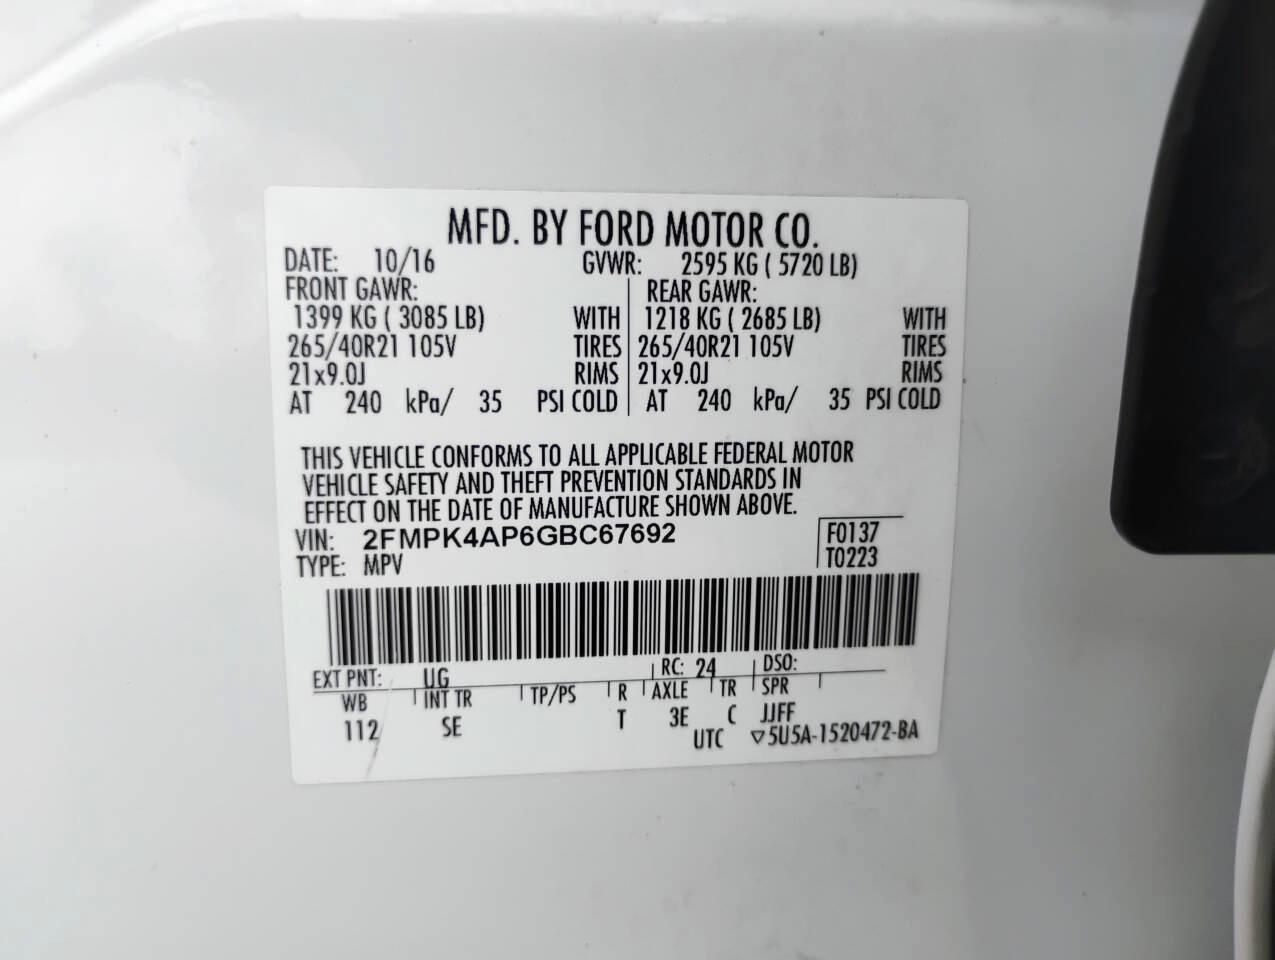 MFD. BY FORD MOTOR CO.
DATE: 10/16 GVWR: 2595 KG ( 5720 LB)
FRONT GAWR: REAR GAWR:
1399 KG ( 3085 LB) WITH 1218 KG ( 2685 LB) WITH
265/40R21 105V TIRES 265/40R21 105V TIRES
21x9.0J RIMS 21x9.0J RIMS
AT 240 kPa/ 35 PSI COLD AT 240 kPa/ 35 PSI COLD
THIS VEHICLE CONFORMS TO ALL APPLICABLE FEDERAL MOTOR
VEHICLE SAFETY AND THEFT PREVENTION STANDARDS IN
EFFECT ON THE DATE OF MANUFACTURE SHOWN ABOVE.
VIN: 2FMPK4AP6GBC67692 F0137
TYPE: MPV T0223
EXT PNT: UG RC: 24 DSO:
WB INT TR TP/PS R AXLE TR SPR
112 SE T 3E C JJFF
UTC ▽5U5A-1520472-BA